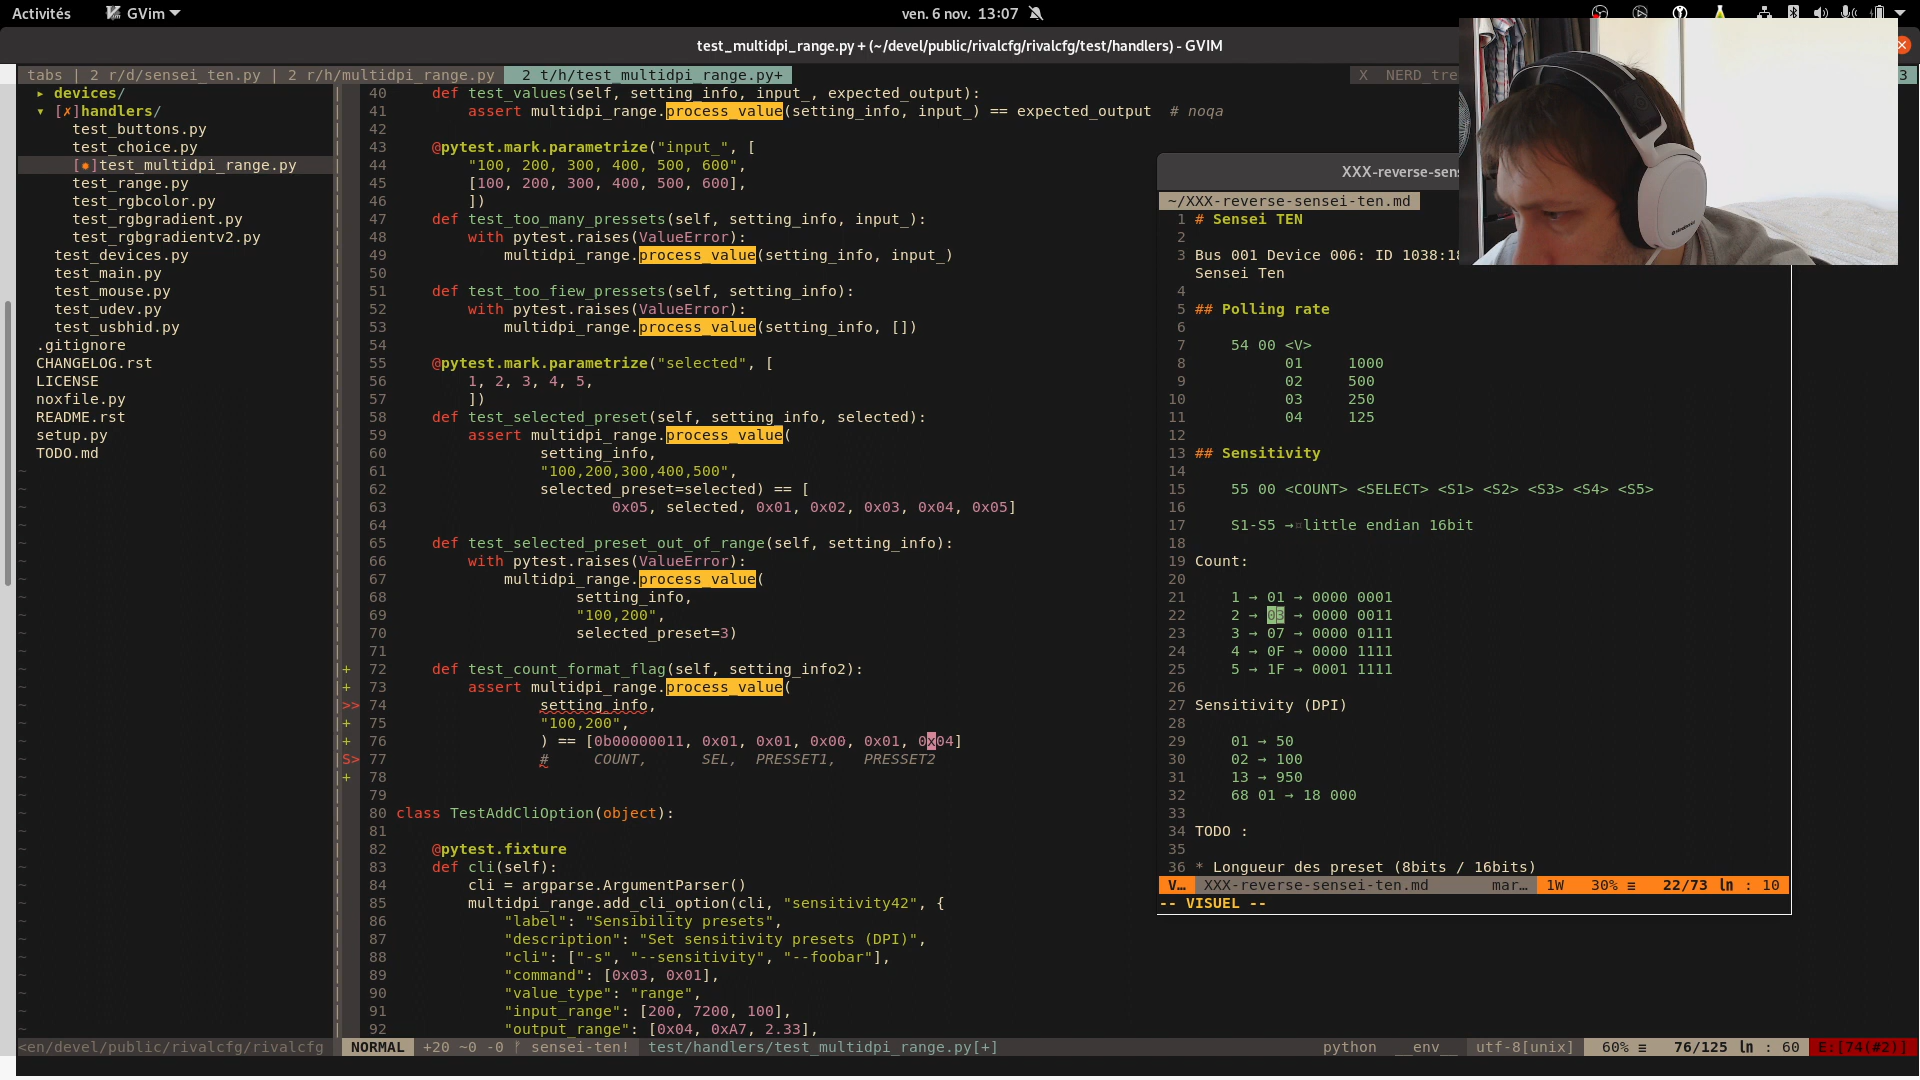 Activités
GVim
ven. 6 nov. 13:07
test_multidpi_range.py + (~/devel/public/rivalcfg/rivalcfg/test/handlers) - GVIM
tabs | 2 r/d/sensei_ten.py | 2 r/h/multidpi_range.py
2 t/h/test_multidpi_range.py+
X NERD_tre
3
▸ devices/
▾ [✗]handlers/
test_buttons.py
test_choice.py
[✹]test_multidpi_range.py
test_range.py
test_rgbcolor.py
test_rgbgradient.py
test_rgbgradientv2.py
test_devices.py
test_main.py
test_mouse.py
test_udev.py
test_usbhid.py
.gitignore
CHANGELOG.rst
LICENSE
noxfile.py
README.rst
setup.py
TODO.md
40 def test_values(self, setting_info, input_, expected_output):
41 assert multidpi_range.process_value(setting_info, input_) == expected_output # noqa
42
43 @pytest.mark.parametrize("input_", [
44 "100, 200, 300, 400, 500, 600",
45 [100, 200, 300, 400, 500, 600],
46 ])
47 def test_too_many_pressets(self, setting_info, input_):
48 with pytest.raises(ValueError):
49 multidpi_range.process_value(setting_info, input_)
50
51 def test_too_fiew_pressets(self, setting_info):
52 with pytest.raises(ValueError):
53 multidpi_range.process_value(setting_info, [])
54
55 @pytest.mark.parametrize("selected", [
56 1, 2, 3, 4, 5,
57 ])
58 def test_selected_preset(self, setting_info, selected):
59 assert multidpi_range.process_value(
60 setting_info,
61 "100,200,300,400,500",
62 selected_preset=selected) == [
63 0x05, selected, 0x01, 0x02, 0x03, 0x04, 0x05]
64
65 def test_selected_preset_out_of_range(self, setting_info):
66 with pytest.raises(ValueError):
67 multidpi_range.process_value(
68 setting_info,
69 "100,200",
70 selected_preset=3)
71
+ 72 def test_count_format_flag(self, setting_info2):
+ 73 assert multidpi_range.process_value(
>> 74 setting_info,
+ 75 "100,200",
+ 76 ) == [0b00000011, 0x01, 0x01, 0x00, 0x01, 0x04]
S> 77 # COUNT, SEL, PRESSET1, PRESSET2
+ 78
79
80 class TestAddCliOption(object):
81
82 @pytest.fixture
83 def cli(self):
84 cli = argparse.ArgumentParser()
85 multidpi_range.add_cli_option(cli, "sensitivity42", {
86 "label": "Sensibility presets",
87 "description": "Set sensitivity presets (DPI)",
88 "cli": ["-s", "--sensitivity", "--foobar"],
89 "command": [0x03, 0x01],
90 "value_type": "range",
91 "input_range": [200, 7200, 100],
92 "output_range": [0x04, 0xA7, 2.33],
<en/devel/public/rivalcfg/rivalcfg
NORMAL +20 ~0 -0 ᚠ sensei-ten! test/handlers/test_multidpi_range.py[+] python __env__ utf-8[unix] 60% ≡ 76/125 ㏑ : 60 E:[74(#2)]
XXX-reverse-sens
~/XXX-reverse-sensei-ten.md
1 # Sensei TEN
2
3 Bus 001 Device 006: ID 1038:18
Sensei Ten
4
5 ## Polling rate
6
7 54 00 <V>
8 01 1000
9 02 500
10 03 250
11 04 125
12
13 ## Sensitivity
14
15 55 00 <COUNT> <SELECT> <S1> <S2> <S3> <S4> <S5>
16
17 S1-S5 → little endian 16bit
18
19 Count:
20
21 1 → 01 → 0000 0001
22 2 → 03 → 0000 0011
23 3 → 07 → 0000 0111
24 4 → 0F → 0000 1111
25 5 → 1F → 0001 1111
26
27 Sensitivity (DPI)
28
29 01 → 50
30 02 → 100
31 13 → 950
32 68 01 → 18 000
33
34 TODO :
35
36 * Longueur des preset (8bits / 16bits)
V… XXX-reverse-sensei-ten.md mar… 1W 30% ≡ 22/73 ㏑ : 10
-- VISUEL --